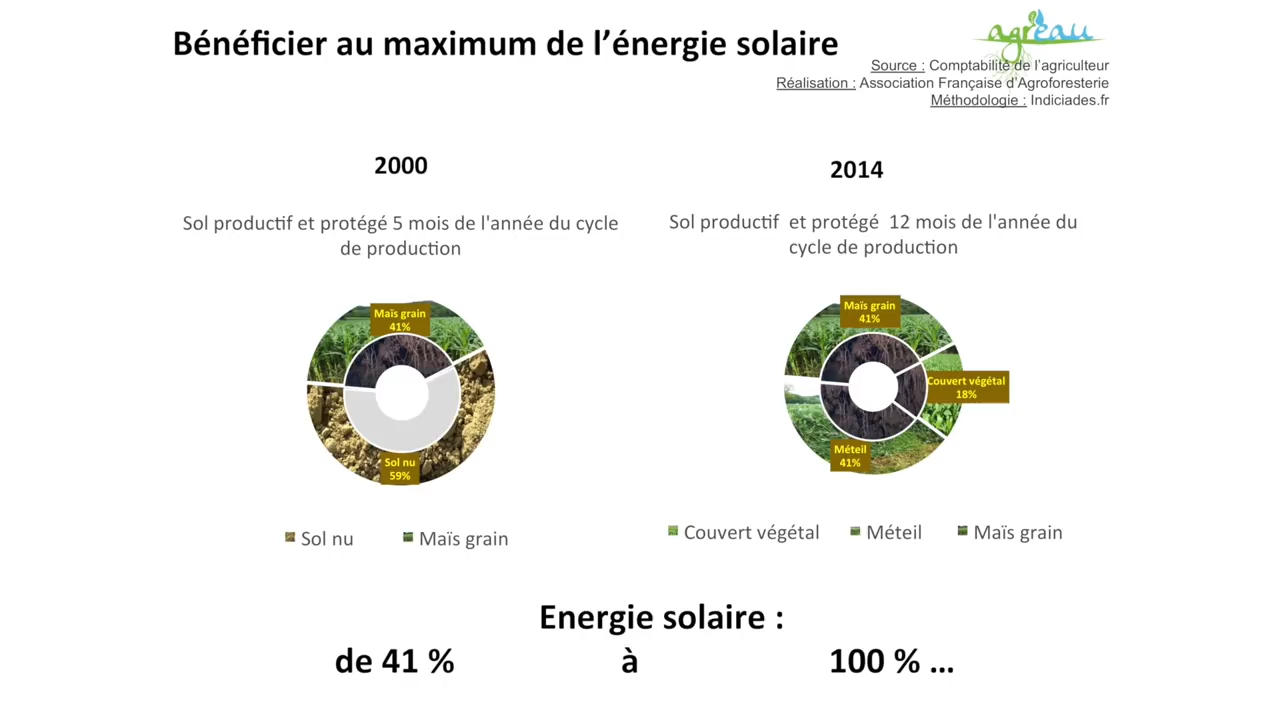 Bénéficier au maximum de l’énergie solaire
agreau
Source : Comptabilité de l’agriculteur
Réalisation : Association Française d’Agroforesterie
Méthodologie : Indiciades.fr
2000
Sol productif et protégé 5 mois de l'année du cycle
de production
Maïs grain
41%
Sol nu
59%
Sol nu
Maïs grain
2014
Sol productif et protégé 12 mois de l'année du
cycle de production
Maïs grain
41%
Couvert végétal
18%
Méteil
41%
Couvert végétal
Méteil
Maïs grain
Energie solaire :
de 41 % à 100 % ...